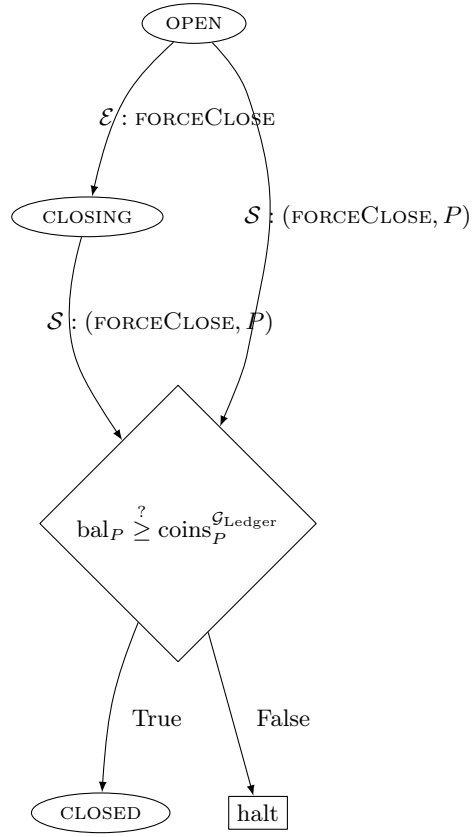 OPEN
𝓔 : FORCECLOSE
CLOSING
𝓢 : (FORCECLOSE, P)
𝓢 : (FORCECLOSE, P)
bal_P ≥^? coins_P^{𝒢_Ledger}
True
False
CLOSED
halt